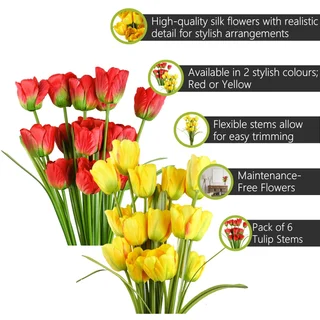 High-quality silk flowers with realistic
detail for stylish arrangements
Available in 2 stylish colours;
Red or Yellow
Flexible stems allow
for easy trimming
Maintenance-
Free Flowers
Pack of 6
Tulip Stems